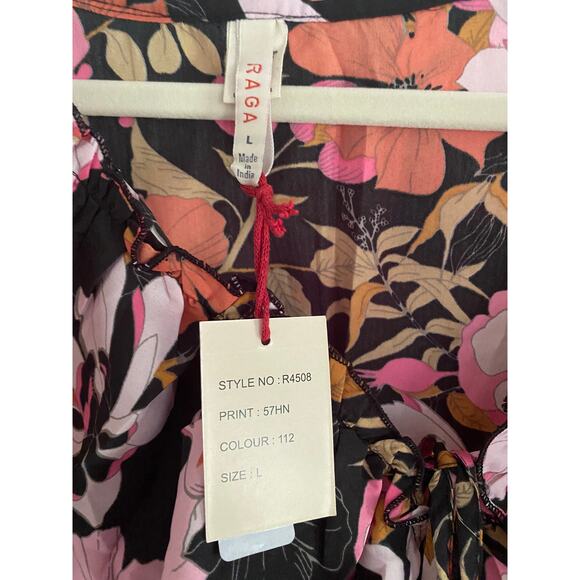 RAGA
L
Made
in
India
STYLE NO : R4508
PRINT : 57HN
COLOUR : 112
SIZE : L